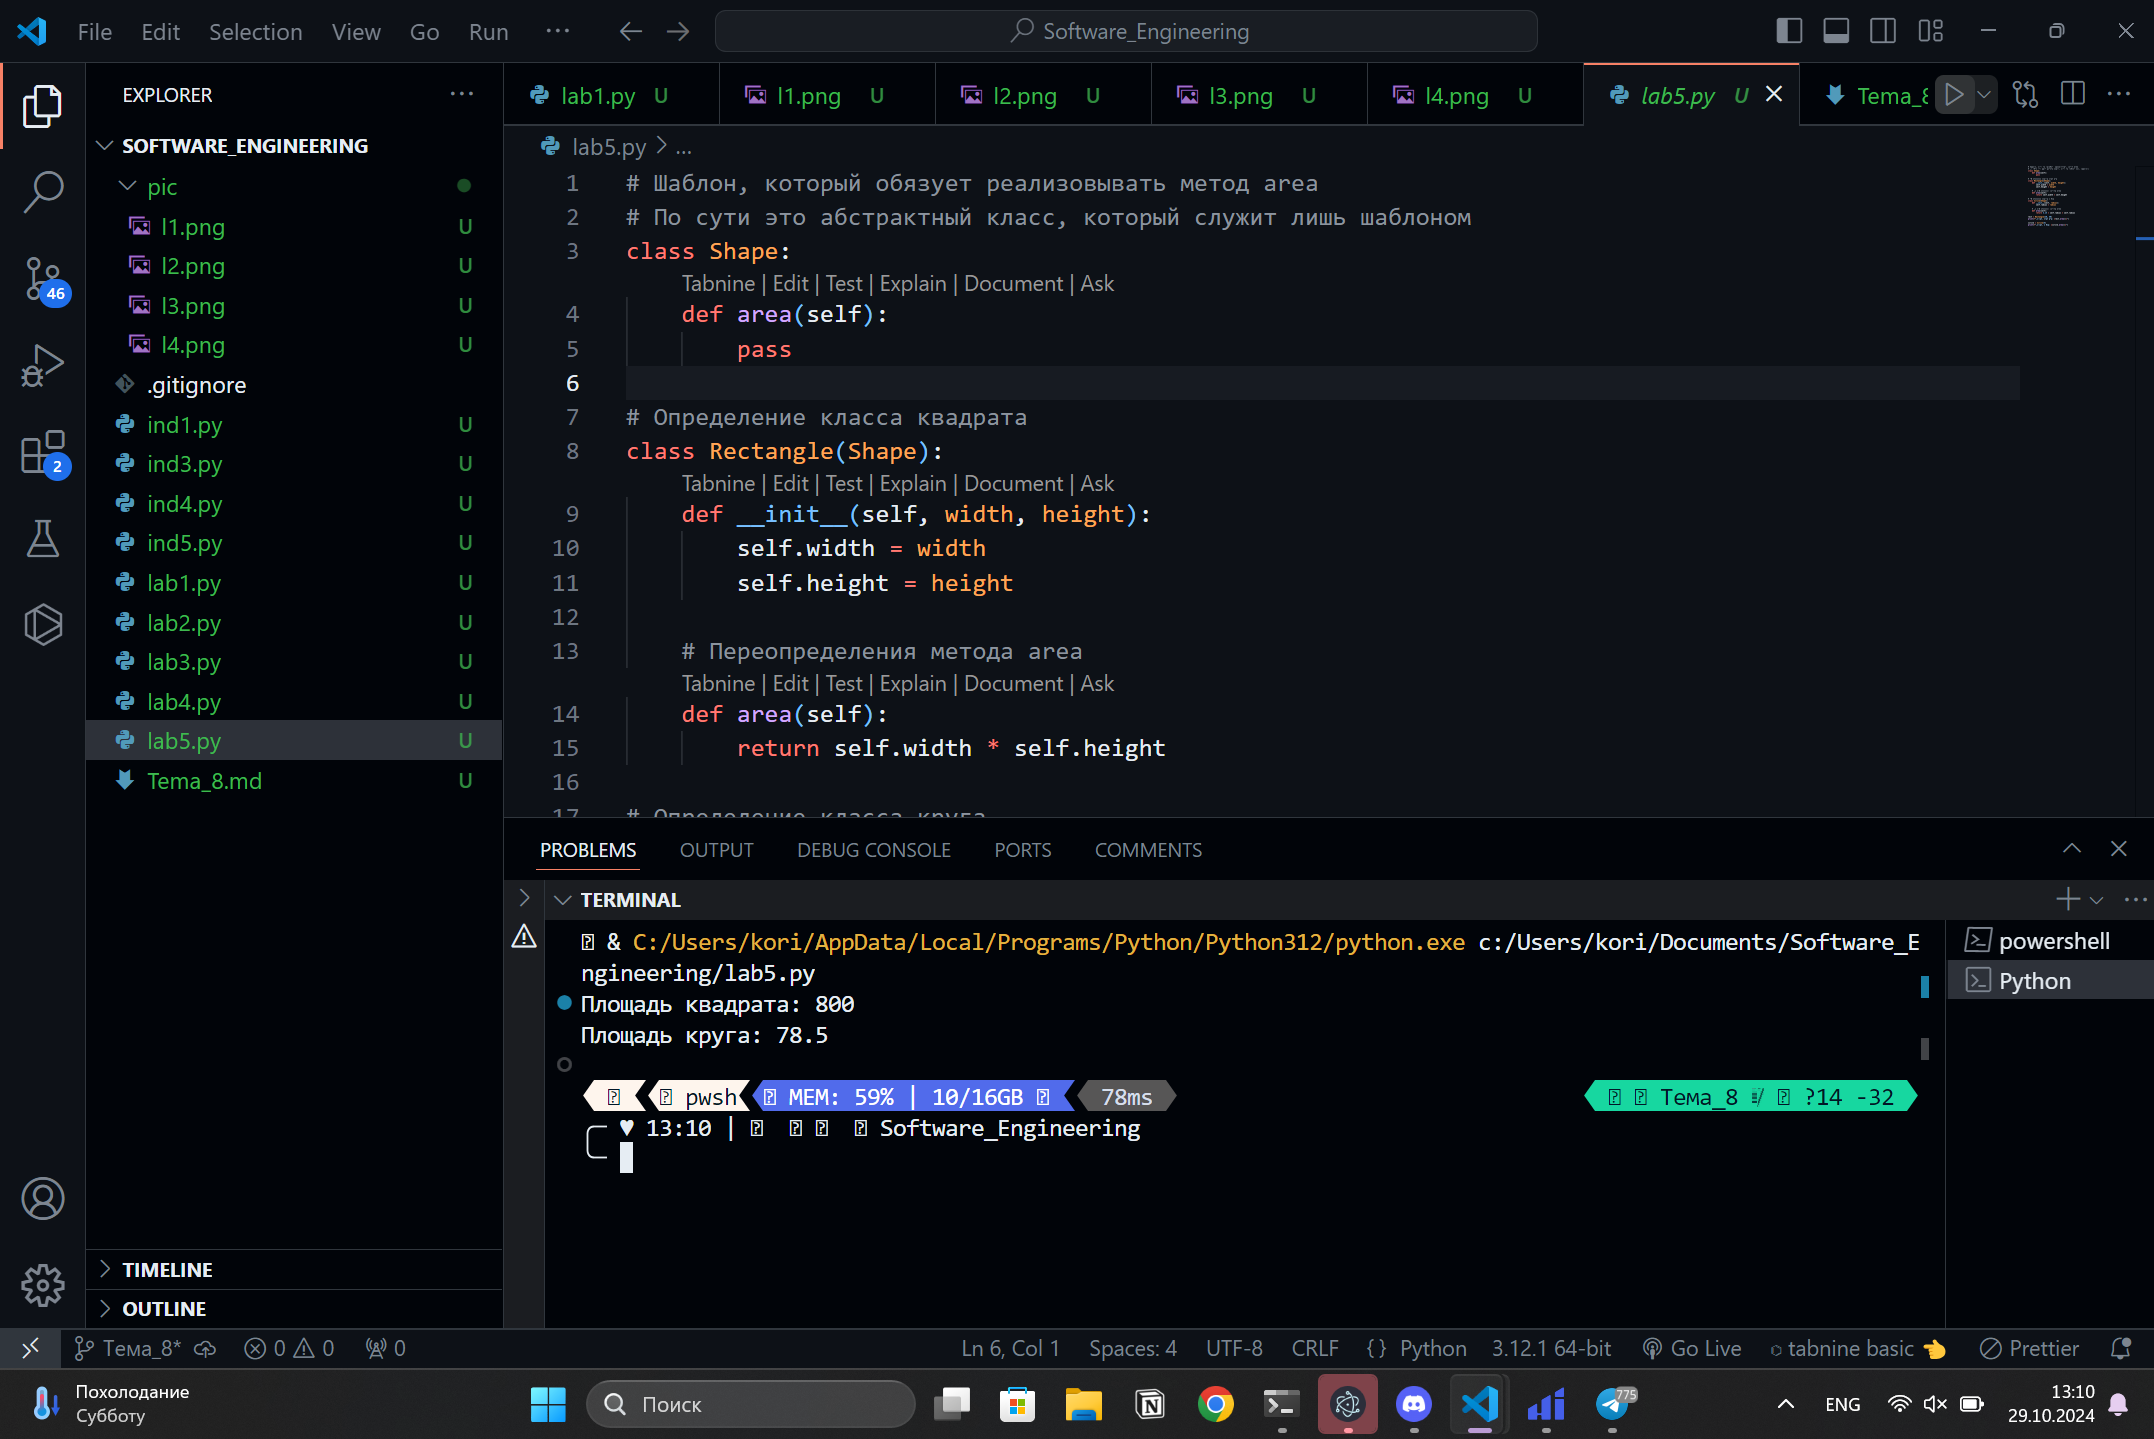 File Edit Selection View Go Run ··· Software_Engineering
EXPLORER ···
SOFTWARE_ENGINEERING
pic
l1.png U
l2.png U
l3.png U
l4.png U
.gitignore
ind1.py U
ind3.py U
ind4.py U
ind5.py U
lab1.py U
lab2.py U
lab3.py U
lab4.py U
lab5.py U
Tema_8.md U
TIMELINE
OUTLINE
46
2
lab1.py U l1.png U l2.png U l3.png U l4.png U lab5.py U Tema_8
lab5.py > ...
1 # Шаблон, который обязует реализовывать метод area
2 # По сути это абстрактный класс, который служит лишь шаблоном
3 class Shape:
Tabnine | Edit | Test | Explain | Document | Ask
4 def area(self):
5 pass
6
7 # Определение класса квадрата
8 class Rectangle(Shape):
Tabnine | Edit | Test | Explain | Document | Ask
9 def __init__(self, width, height):
10 self.width = width
11 self.height = height
12
13 # Переопределения метода area
Tabnine | Edit | Test | Explain | Document | Ask
14 def area(self):
15 return self.width * self.height
16
17 # Определение класса круга
PROBLEMS OUTPUT DEBUG CONSOLE PORTS COMMENTS
TERMINAL
& C:/Users/kori/AppData/Local/Programs/Python/Python312/python.exe c:/Users/kori/Documents/Software_E
ngineering/lab5.py
Площадь квадрата: 800
Площадь круга: 78.5
pwsh MEM: 59% | 10/16GB 78ms Тема_8 ?14 -32
♥ 13:10 | Software_Engineering
powershell
Python
Тема_8* 0 0 0 Ln 6, Col 1 Spaces: 4 UTF-8 CRLF {} Python 3.12.1 64-bit Go Live tabnine basic Prettier
Похолодание
Субботу
Поиск
775
ENG
13:10
29.10.2024